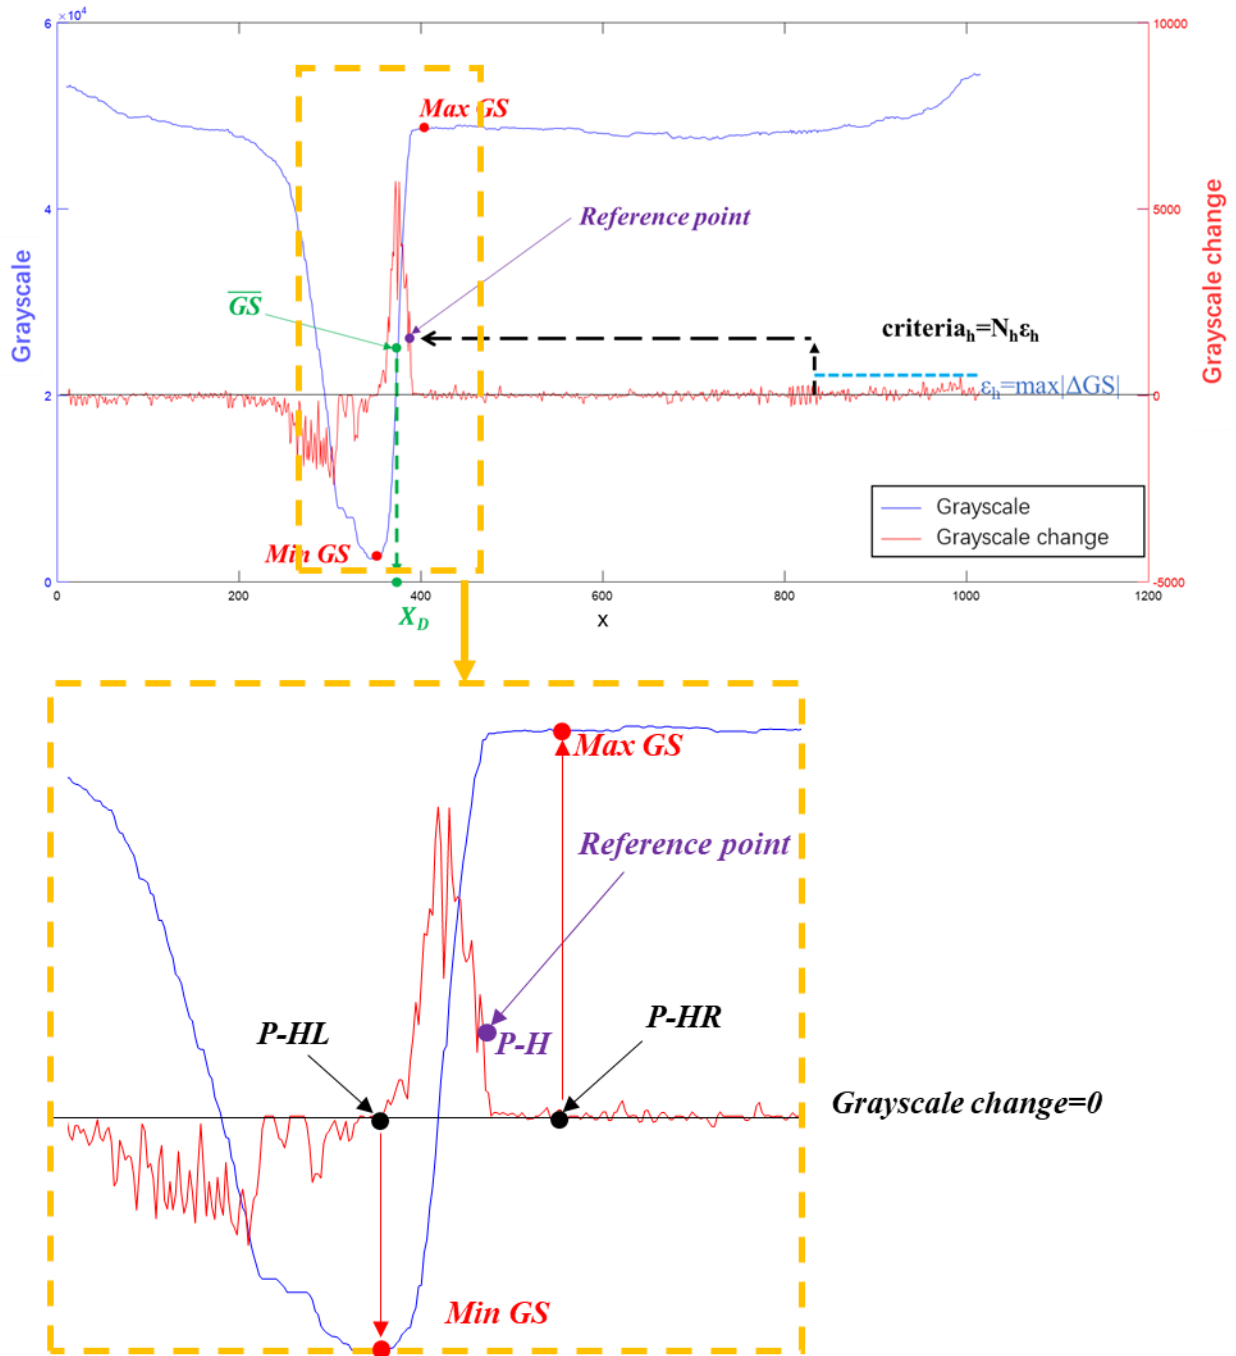 6 ×10⁴
10000
Max GS
4
5000
Reference point
Grayscale
Grayscale change
GS
criteriaₕ=Nₕεₕ
εₕ=max|ΔGS|
2
0
Grayscale
Grayscale change
Min GS
0
-5000
0 200 400 600 800 1000 1200
X_D
X
Max GS
Reference point
P-HL
P-HR
P-H
Grayscale change=0
Min GS